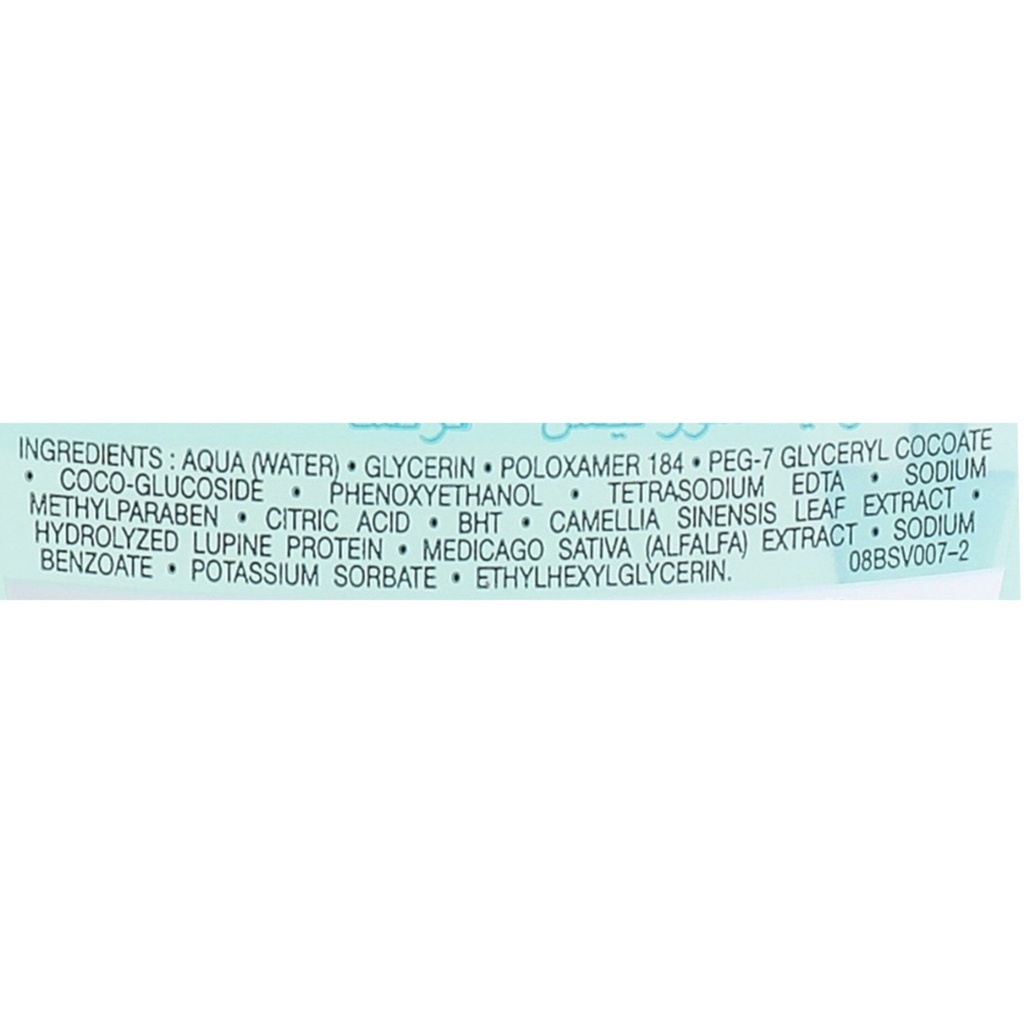 INGREDIENTS : AQUA (WATER) • GLYCERIN • POLOXAMER 184 • PEG-7 GLYCERYL COCOATE
• COCO-GLUCOSIDE • PHENOXYETHANOL • TETRASODIUM EDTA • SODIUM
METHYLPARABEN • CITRIC ACID • BHT • CAMELLIA SINENSIS LEAF EXTRACT •
HYDROLYZED LUPINE PROTEIN • MEDICAGO SATIVA (ALFALFA) EXTRACT • SODIUM
BENZOATE • POTASSIUM SORBATE • ETHYLHEXYLGLYCERIN. 08BSV007-2